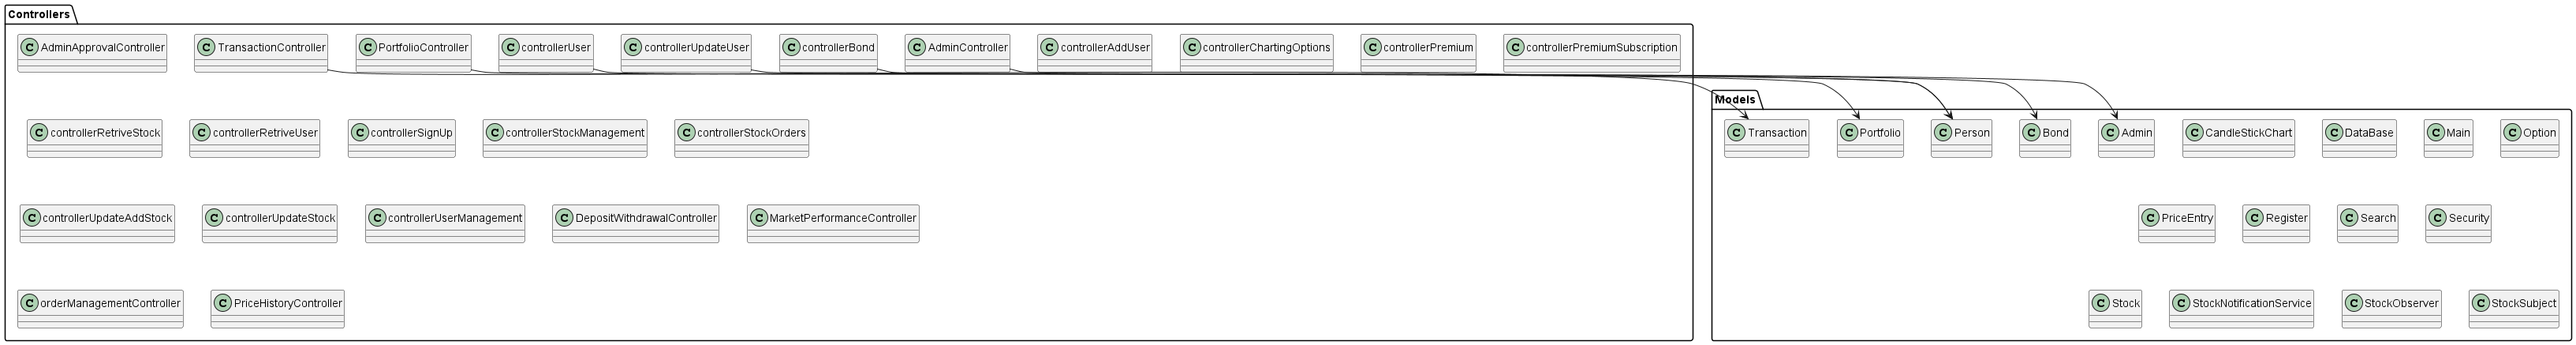 Controllers
C AdminApprovalController
C TransactionController
C PortfolioController
C controllerUser
C controllerUpdateUser
C controllerBond
C AdminController
C controllerAddUser
C controllerChartingOptions
C controllerPremium
C controllerPremiumSubscription
C controllerRetriveStock
C controllerRetriveUser
C controllerSignUp
C controllerStockManagement
C controllerStockOrders
C controllerUpdateAddStock
C controllerUpdateStock
C controllerUserManagement
C DepositWithdrawalController
C MarketPerformanceController
C orderManagementController
C PriceHistoryController
Models
C Transaction
C Portfolio
C Person
C Bond
C Admin
C CandleStickChart
C DataBase
C Main
C Option
C PriceEntry
C Register
C Search
C Security
C Stock
C StockNotificationService
C StockObserver
C StockSubject